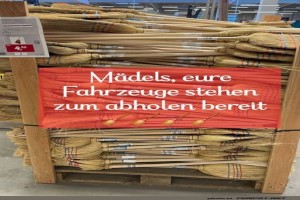 Mädels, eure
Fahrzeuge stehen
zum abholen bereit